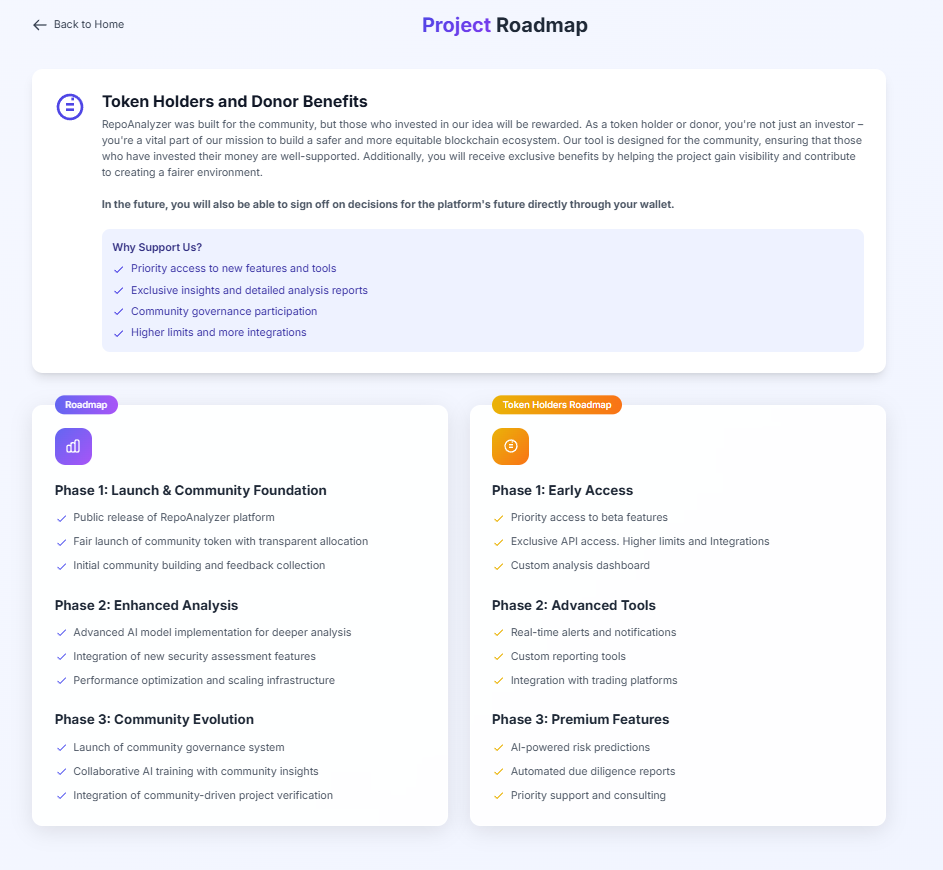 Back to Home
Project Roadmap
Token Holders and Donor Benefits
RepoAnalyzer was built for the community, but those who invested in our idea will be rewarded. As a token holder or donor, you're not just an investor –
you're a vital part of our mission to build a safer and more equitable blockchain ecosystem. Our tool is designed for the community, ensuring that those
who have invested their money are well-supported. Additionally, you will receive exclusive benefits by helping the project gain visibility and contribute
to creating a fairer environment.
In the future, you will also be able to sign off on decisions for the platform's future directly through your wallet.
Why Support Us?
Priority access to new features and tools
Exclusive insights and detailed analysis reports
Community governance participation
Higher limits and more integrations
Roadmap
Phase 1: Launch & Community Foundation
Public release of RepoAnalyzer platform
Fair launch of community token with transparent allocation
Initial community building and feedback collection
Phase 2: Enhanced Analysis
Advanced AI model implementation for deeper analysis
Integration of new security assessment features
Performance optimization and scaling infrastructure
Phase 3: Community Evolution
Launch of community governance system
Collaborative AI training with community insights
Integration of community-driven project verification
Token Holders Roadmap
Phase 1: Early Access
Priority access to beta features
Exclusive API access. Higher limits and Integrations
Custom analysis dashboard
Phase 2: Advanced Tools
Real-time alerts and notifications
Custom reporting tools
Integration with trading platforms
Phase 3: Premium Features
AI-powered risk predictions
Automated due diligence reports
Priority support and consulting